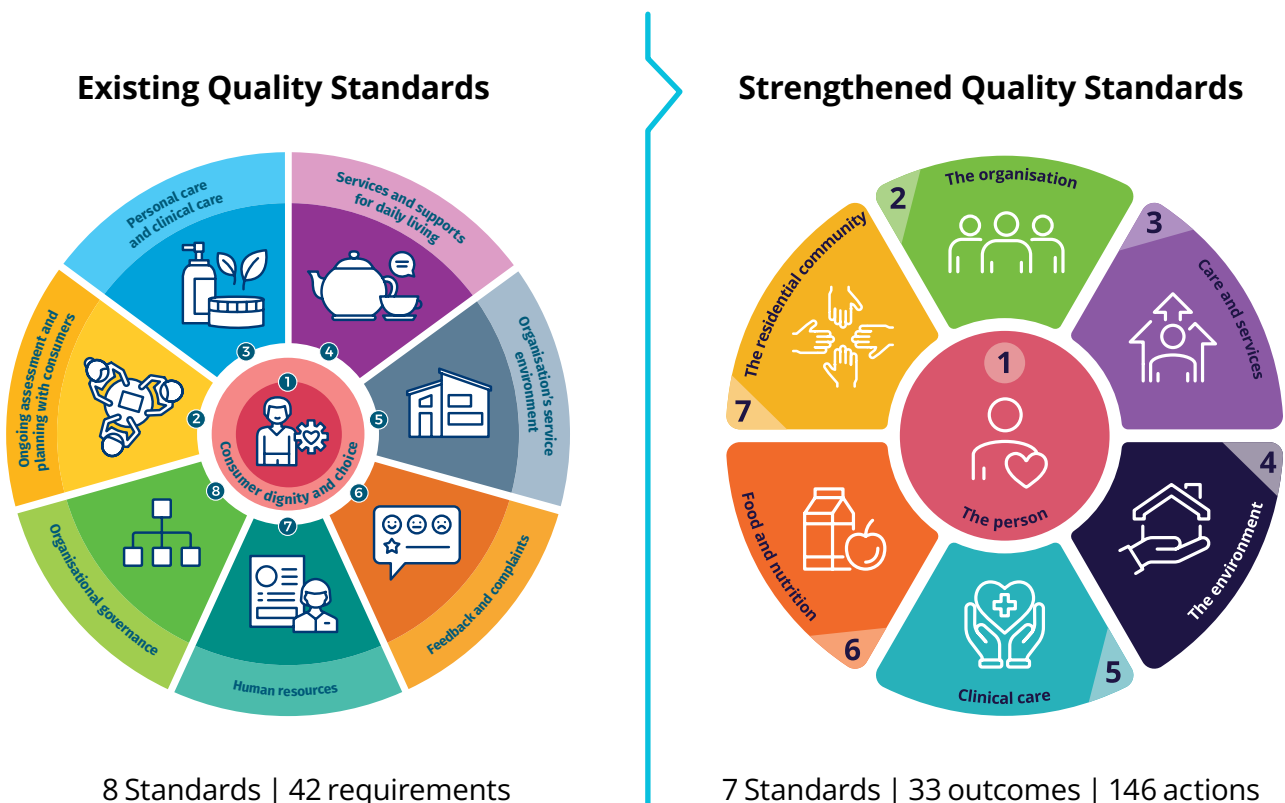 Existing Quality Standards
Personal care
and clinical care
Services and supports
for daily living
Organisation's service
environment
Feedback and complaints
Human resources
Organisational governance
Ongoing assessment and
planning with consumers
3
4
1
2
5
Consumer dignity and choice
8
6
7
8 Standards | 42 requirements
Strengthened Quality Standards
2
The organisation
3
Care and services
The residential community
7
1
The person
4
The environment
Food and nutrition
6
Clinical care
5
7 Standards | 33 outcomes | 146 actions